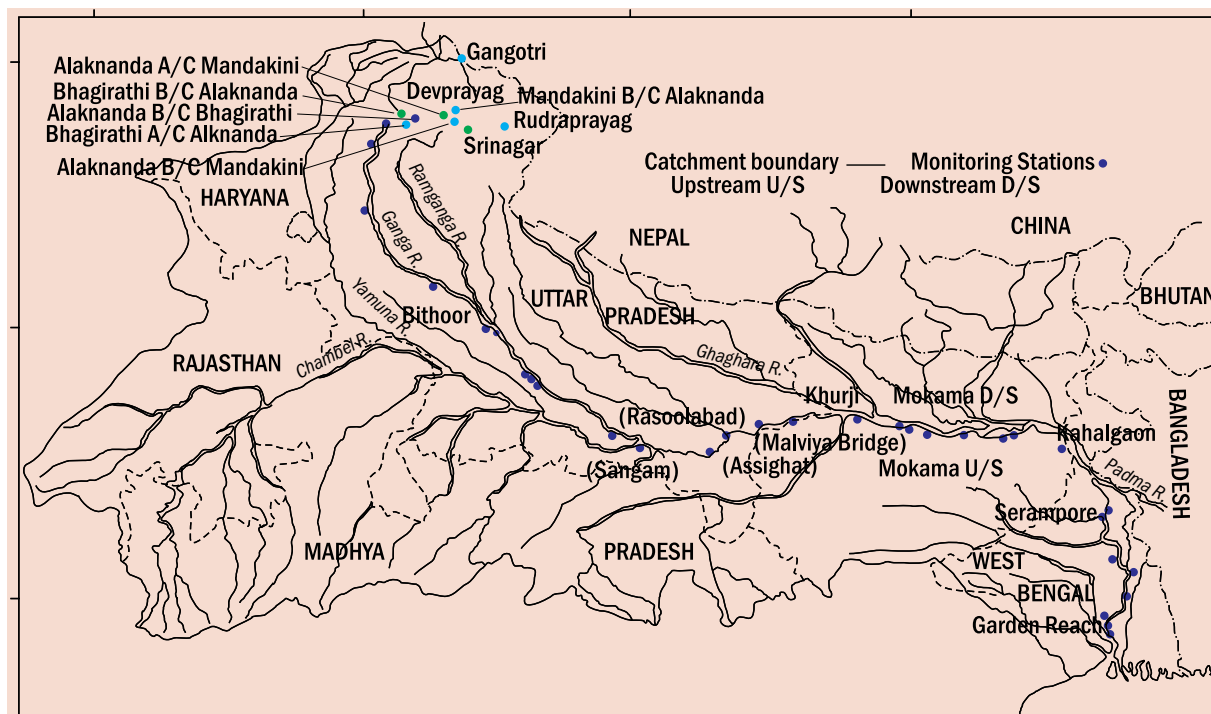 Gangotri
Alaknanda A/C Mandakini
Bhagirathi B/C Alaknanda
Devprayag
Mandakini B/C Alaknanda
Alaknanda B/C Bhagirathi
Rudraprayag
Bhagirathi A/C Alknanda
Srinagar
Alaknanda B/C Mandakini
Catchment boundary
Monitoring Stations
Upstream U/S
Downstream D/S
HARYANA
Ramganga R.
Ganga R.
NEPAL
CHINA
BHUTAN
UTTAR
PRADESH
Yamuna R.
Bithoor
Chambel R.
RAJASTHAN
Ghaghara R.
Khurji
Mokama D/S
BANGLADESH
(Rasoolabad)
(Malviya Bridge)
Kahalgaon
(Sangam)
(Assighat)
Mokama U/S
Padma R.
Serampore
MADHYA
PRADESH
WEST
BENGAL
Garden Reach